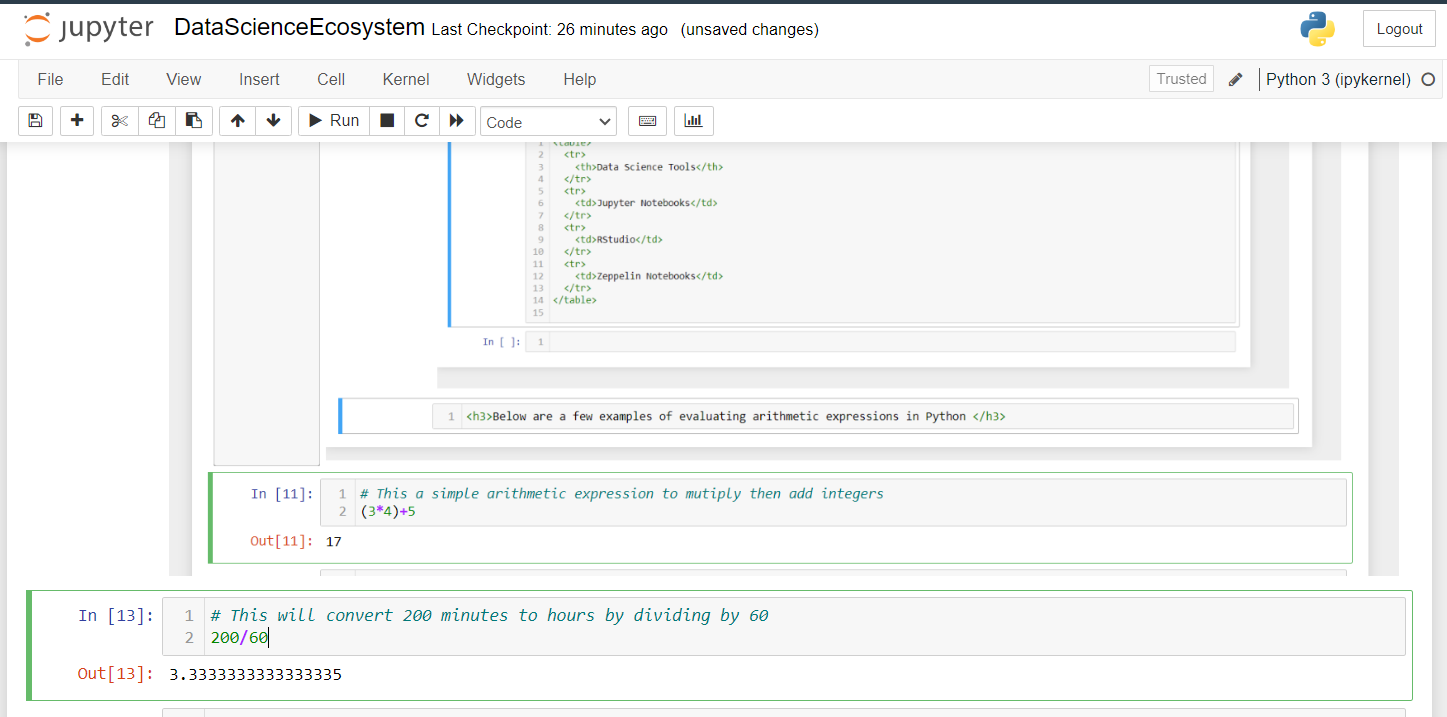 jupyter DataScienceEcosystem Last Checkpoint: 26 minutes ago (unsaved changes) Logout
File Edit View Insert Cell Kernel Widgets Help Trusted Python 3 (ipykernel)
Run Code
1 <table>
2 <tr>
3 <th>Data Science Tools</th>
4 </tr>
5 <tr>
6 <td>Jupyter Notebooks</td>
7 </tr>
8 <tr>
9 <td>RStudio</td>
10 </tr>
11 <tr>
12 <td>Zeppelin Notebooks</td>
13 </tr>
14 </table>
15
In [ ]: 1
1 <h3>Below are a few examples of evaluating arithmetic expressions in Python </h3>
In [11]: 1 # This a simple arithmetic expression to mutiply then add integers
2 (3*4)+5
Out[11]: 17
In [13]: 1 # This will convert 200 minutes to hours by dividing by 60
2 200/60
Out[13]: 3.3333333333333335